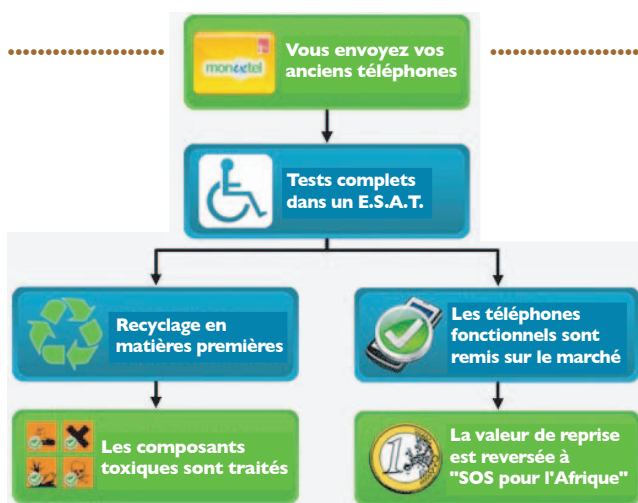 Vous envoyez vos
anciens téléphones
monextel
Tests complets
dans un E.S.A.T.
Recyclage en
matières premières
Les téléphones
fonctionnels sont
remis sur le marché
Les composants
toxiques sont traités
1
La valeur de reprise
est reversée à
"SOS pour l'Afrique"